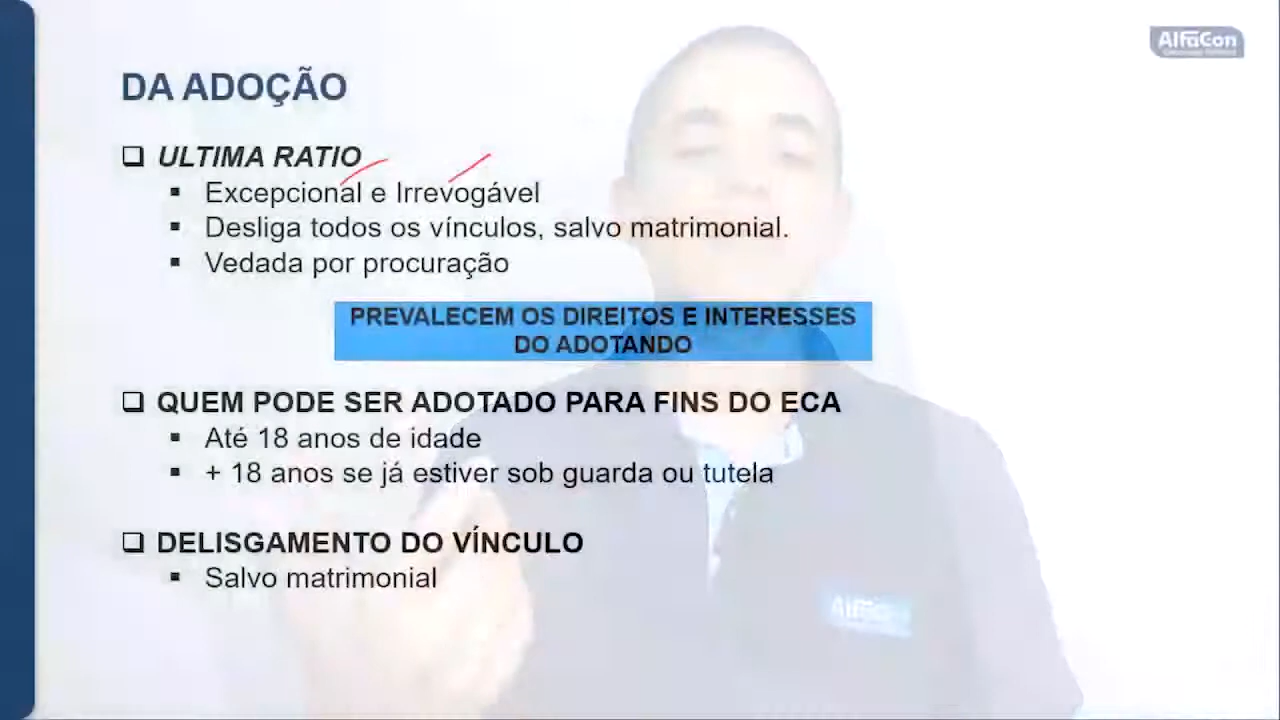 AlfaCon
DA ADOÇÃO
❑ ULTIMA RATIO
▪ Excepcional e Irrevogável
▪ Desliga todos os vínculos, salvo matrimonial.
▪ Vedada por procuração
PREVALECEM OS DIREITOS E INTERESSES
DO ADOTANDO
❑ QUEM PODE SER ADOTADO PARA FINS DO ECA
▪ Até 18 anos de idade
▪ + 18 anos se já estiver sob guarda ou tutela
❑ DELISGAMENTO DO VÍNCULO
▪ Salvo matrimonial
AlfaCon